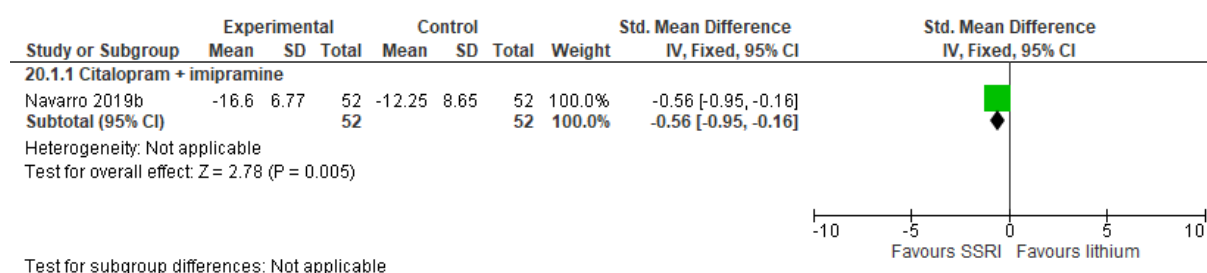 Experimental Control Std. Mean Difference Std. Mean Difference
Study or Subgroup Mean SD Total Mean SD Total Weight IV, Fixed, 95% CI IV, Fixed, 95% CI
20.1.1 Citalopram + imipramine
Navarro 2019b -16.6 6.77 52 -12.25 8.65 52 100.0% -0.56 [-0.95, -0.16]
Subtotal (95% CI) 52 52 100.0% -0.56 [-0.95, -0.16]
Heterogeneity: Not applicable
Test for overall effect: Z = 2.78 (P = 0.005)
-10 -5 0 5 10
Favours SSRI Favours lithium
Test for subgroup differences: Not applicable